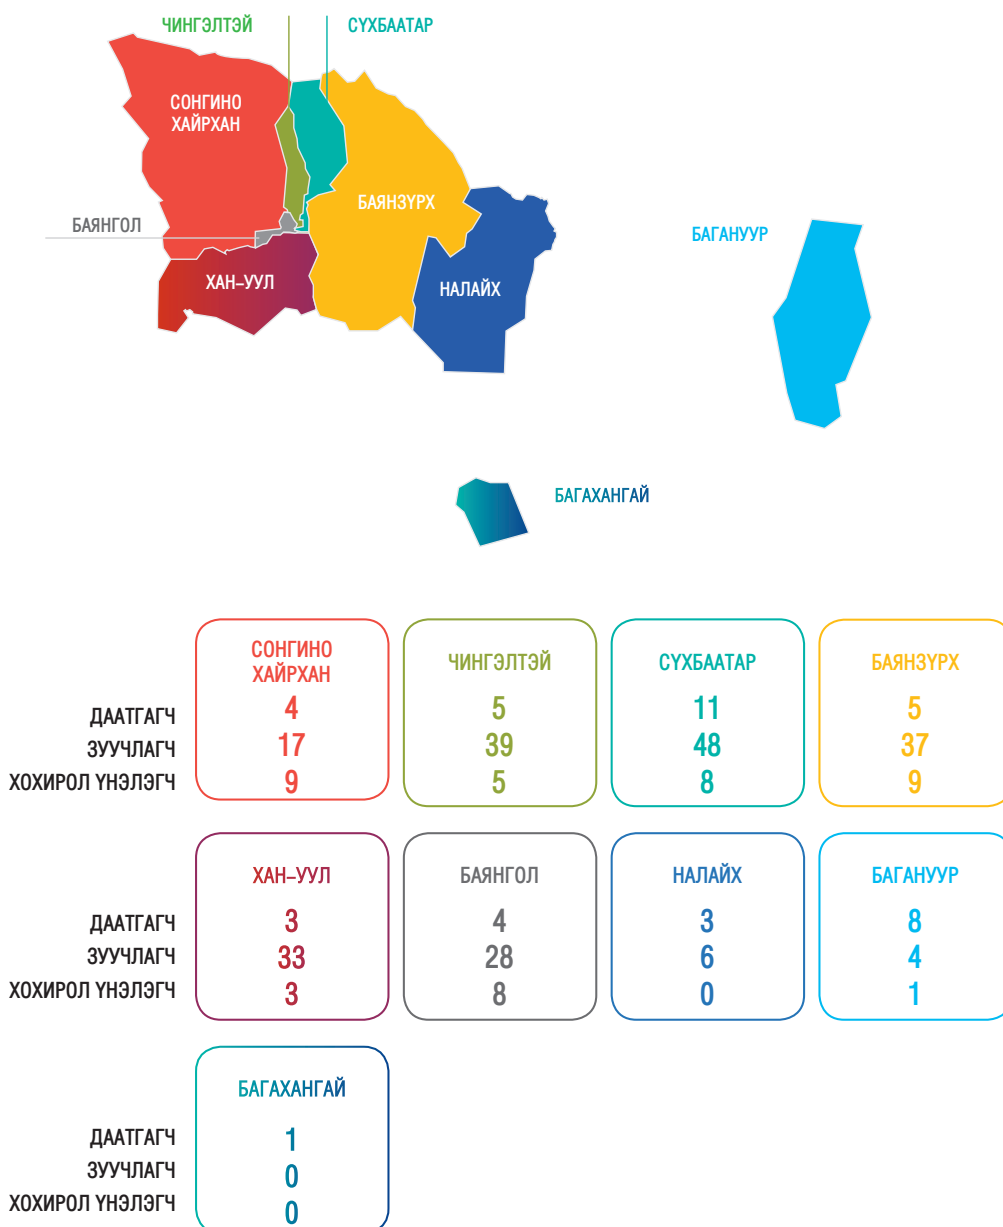 ЧИНГЭЛТЭЙ
СҮХБААТАР
СОНГИНО
ХАЙРХАН
БАЯНЗҮРХ
БАЯНГОЛ
БАГАНУУР
ХАН–УУЛ
НАЛАЙХ
БАГАХАНГАЙ
СОНГИНО
ХАЙРХАН
ЧИНГЭЛТЭЙ
СҮХБААТАР
БАЯНЗҮРХ
ДААТГАГЧ 4 5 11 5
ЗУУЧЛАГЧ 17 39 48 37
ХОХИРОЛ ҮНЭЛЭГЧ 9 5 8 9
ХАН–УУЛ
БАЯНГОЛ
НАЛАЙХ
БАГАНУУР
ДААТГАГЧ 3 4 3 8
ЗУУЧЛАГЧ 33 28 6 4
ХОХИРОЛ ҮНЭЛЭГЧ 3 8 0 1
БАГАХАНГАЙ
ДААТГАГЧ 1
ЗУУЧЛАГЧ 0
ХОХИРОЛ ҮНЭЛЭГЧ 0